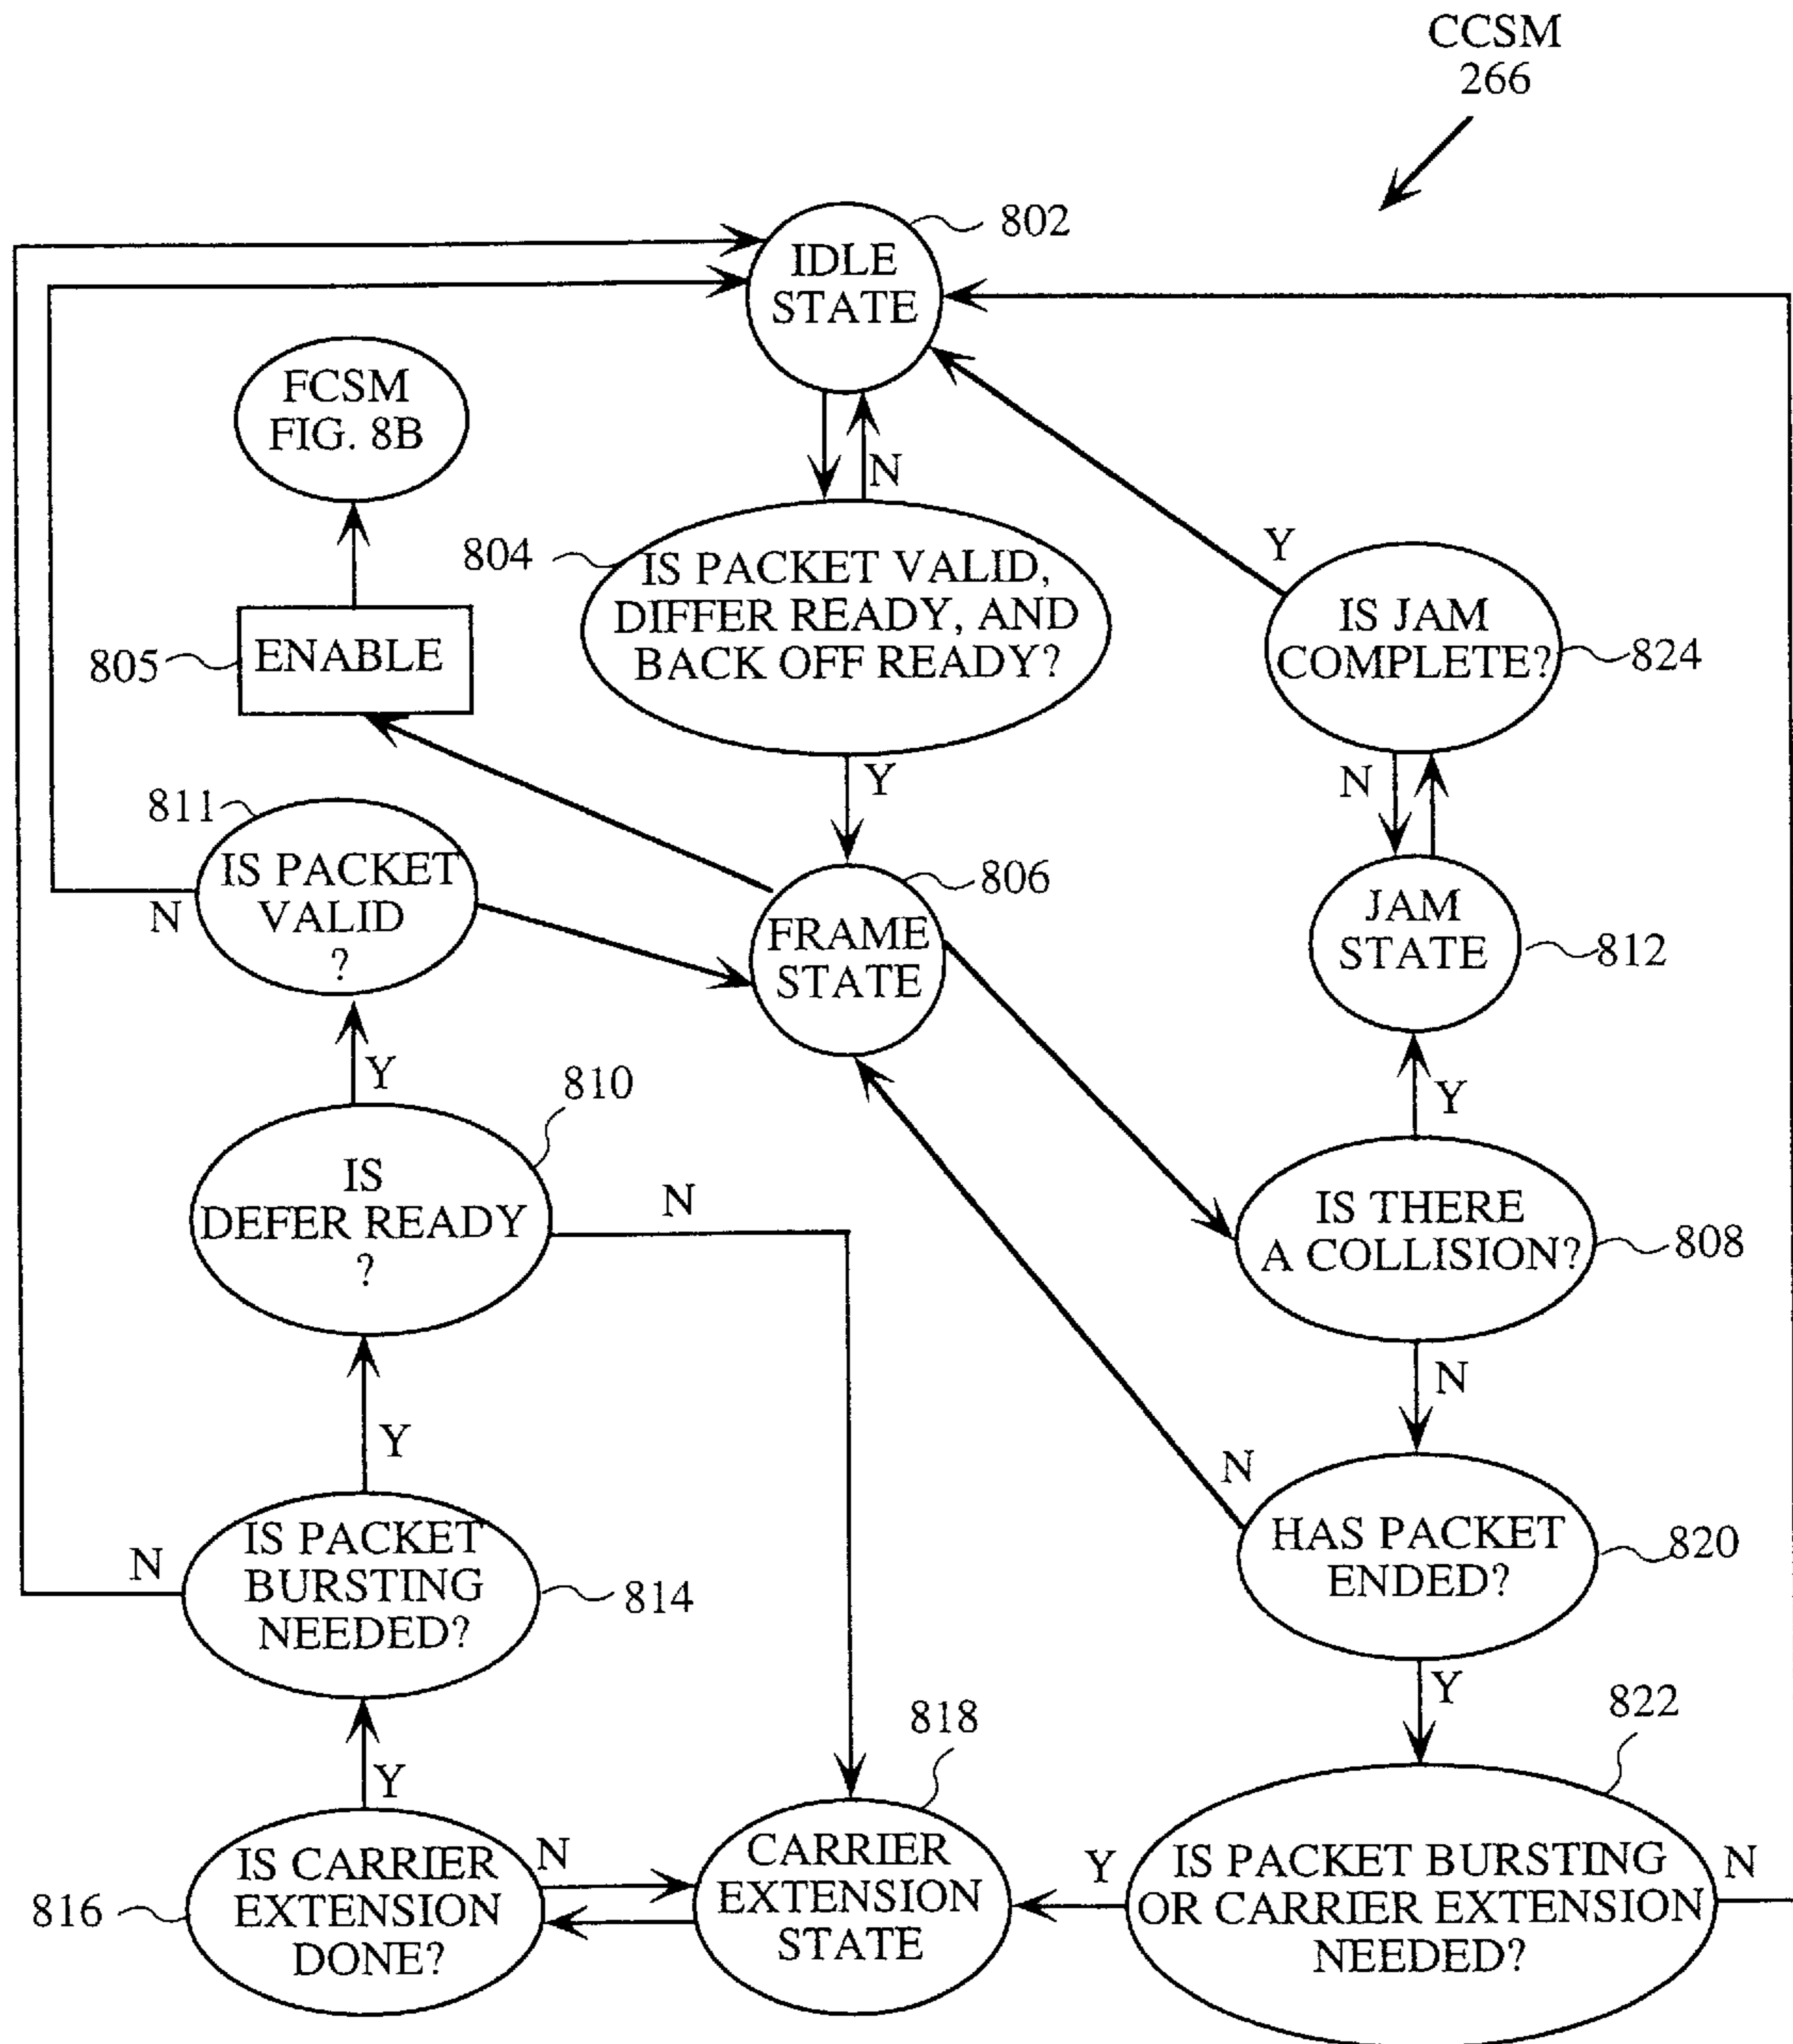 CCSM
266
802
IDLE
STATE
FCSM
FIG. 8B
N
804
IS PACKET VALID,
DIFFER READY, AND
BACK OFF READY?
Y
IS JAM
COMPLETE?
824
805
ENABLE
Y
N
811
IS PACKET
VALID
?
N
806
FRAME
STATE
JAM
STATE
812
Y
810
Y
IS
DEFER READY
?
N
IS THERE
A COLLISION?
808
N
Y
N
IS PACKET
BURSTING
NEEDED?
N
814
HAS PACKET
ENDED?
820
Y
822
818
Y
IS CARRIER
EXTENSION
DONE?
816
N
CARRIER
EXTENSION
STATE
Y
IS PACKET BURSTING
OR CARRIER EXTENSION
NEEDED?
N